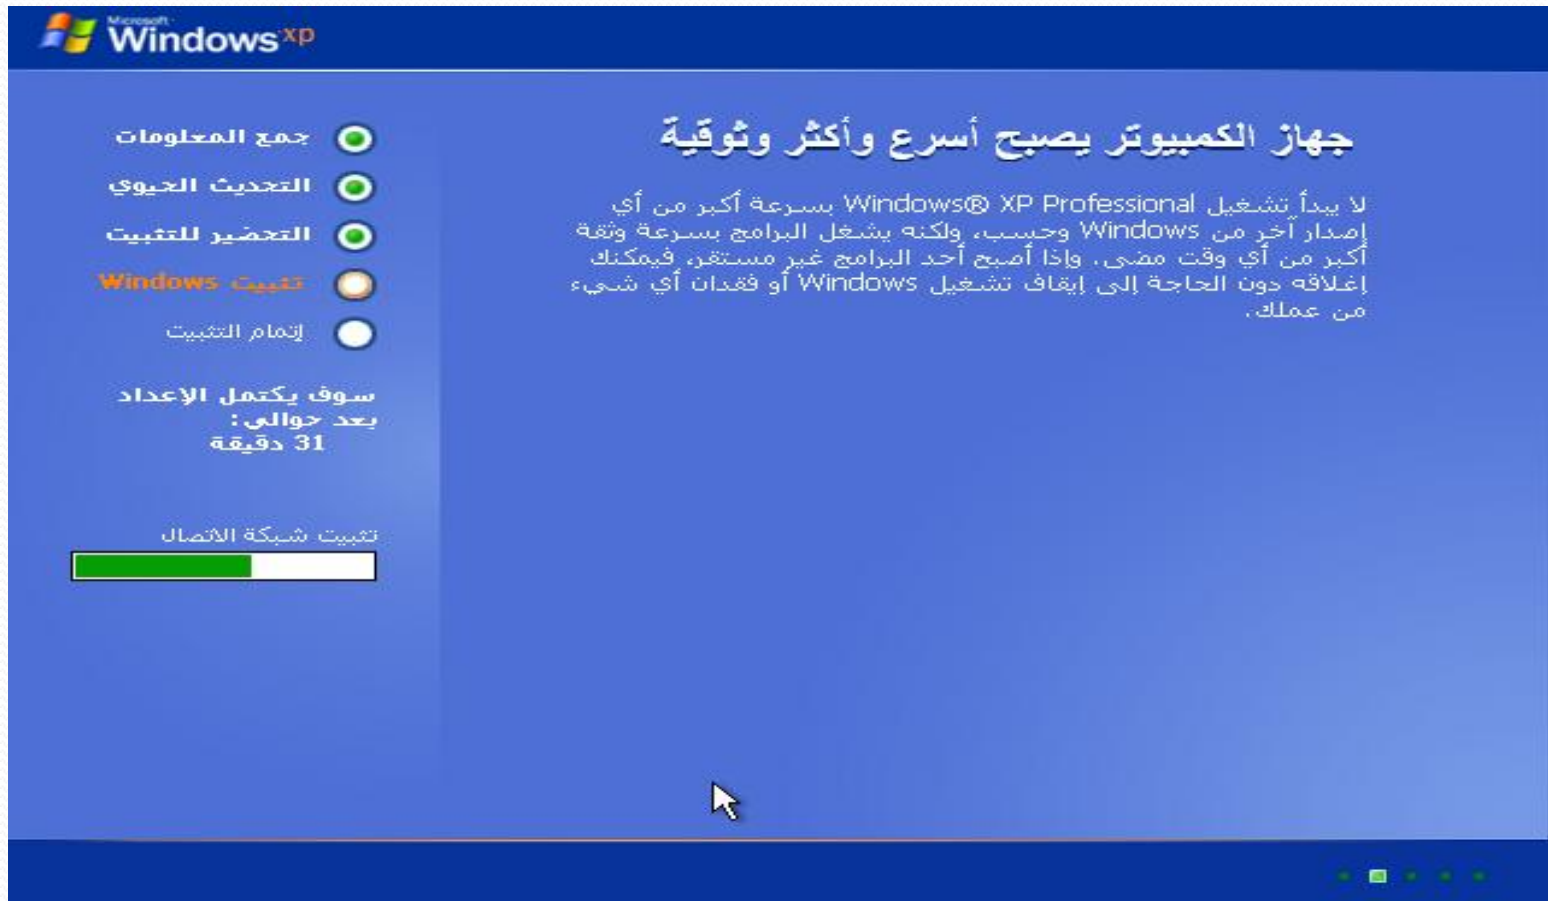 Microsoft
Windows xp
جمع المعلومات
التحديث الحيوي
التحضير للتثبيت
تثبيت Windows
إتمام التثبيت
سوف يكتمل الإعداد
بعد حوالي:
31 دقيقة
تثبيت شبكة الاتصال
جهاز الكمبيوتر يصبح أسرع وأكثر وثوقية
لا يبدأ تشغيل Windows® XP Professional بسرعة أكبر من أي
إصدار آخر من Windows وحسب، ولكنه يشغل البرامج بسرعة وثقة
أكبر من أي وقت مضى. وإذا أصبح أحد البرامج غير مستقر، فيمكنك
إغلاقه دون الحاجة إلى إيقاف تشغيل Windows أو فقدان أي شيء
من عملك.